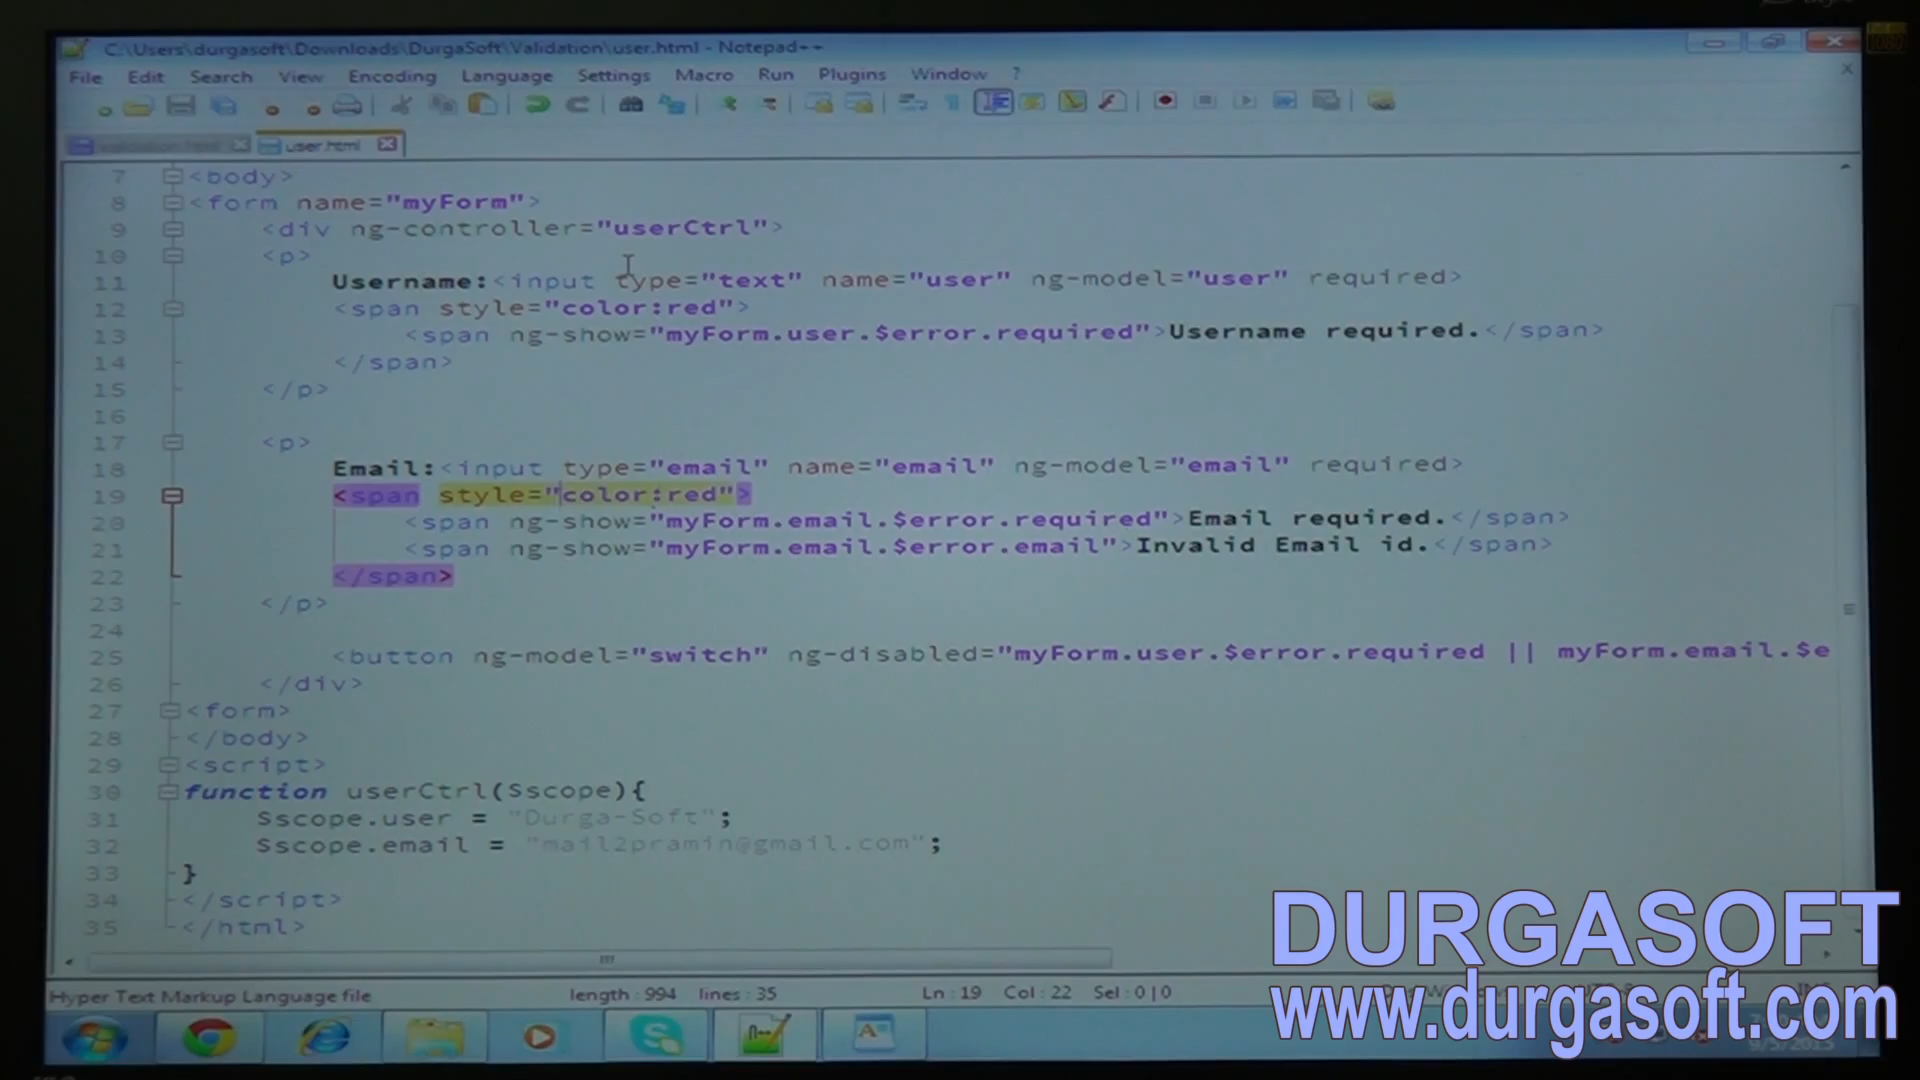 C:\Users\durgasoft\Downloads\DurgaSoft\Validation\user.html - Notepad++
File Edit Search View Encoding Language Settings Macro Run Plugins Window ?
user.html
7 <body>
8 <form name="myForm">
9 <div ng-controller="userCtrl">
10 <p>
11 Username:<input type="text" name="user" ng-model="user" required>
12 <span style="color:red">
13 <span ng-show="myForm.user.$error.required">Username required.</span>
14 </span>
15 </p>
16
17 <p>
18 Email:<input type="email" name="email" ng-model="email" required>
19 <span style="color:red">
20 <span ng-show="myForm.email.$error.required">Email required.</span>
21 <span ng-show="myForm.email.$error.email">Invalid Email id.</span>
22 </span>
23 </p>
24
25 <button ng-model="switch" ng-disabled="myForm.user.$error.required || myForm.email.$e
26 </div>
27 <form>
28 </body>
29 <script>
30 function userCtrl($scope){
31 $scope.user = "Durga-Soft";
32 $scope.email = "mail2pramin@gmail.com";
33 }
34 </script>
35 </html>
Hyper Text Markup Language file length : 994 lines : 35 Ln : 19 Col : 22 Sel : 0 | 0
DURGASOFT
www.durgasoft.com